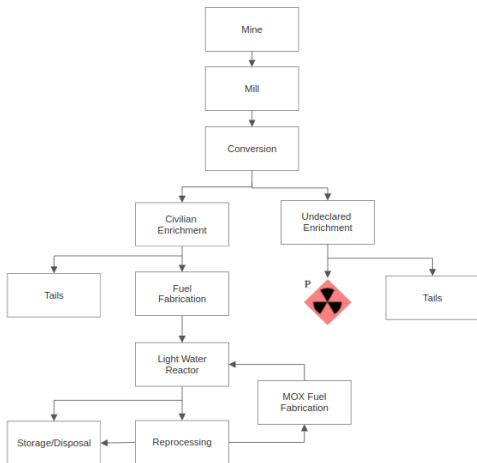 Mine
Mill
Conversion
Civilian
Enrichment
Undeclared
Enrichment
Tails
Fuel
Fabrication
P
Tails
Light Water
Reactor
MOX Fuel
Fabrication
Storage/Disposal
Reprocessing